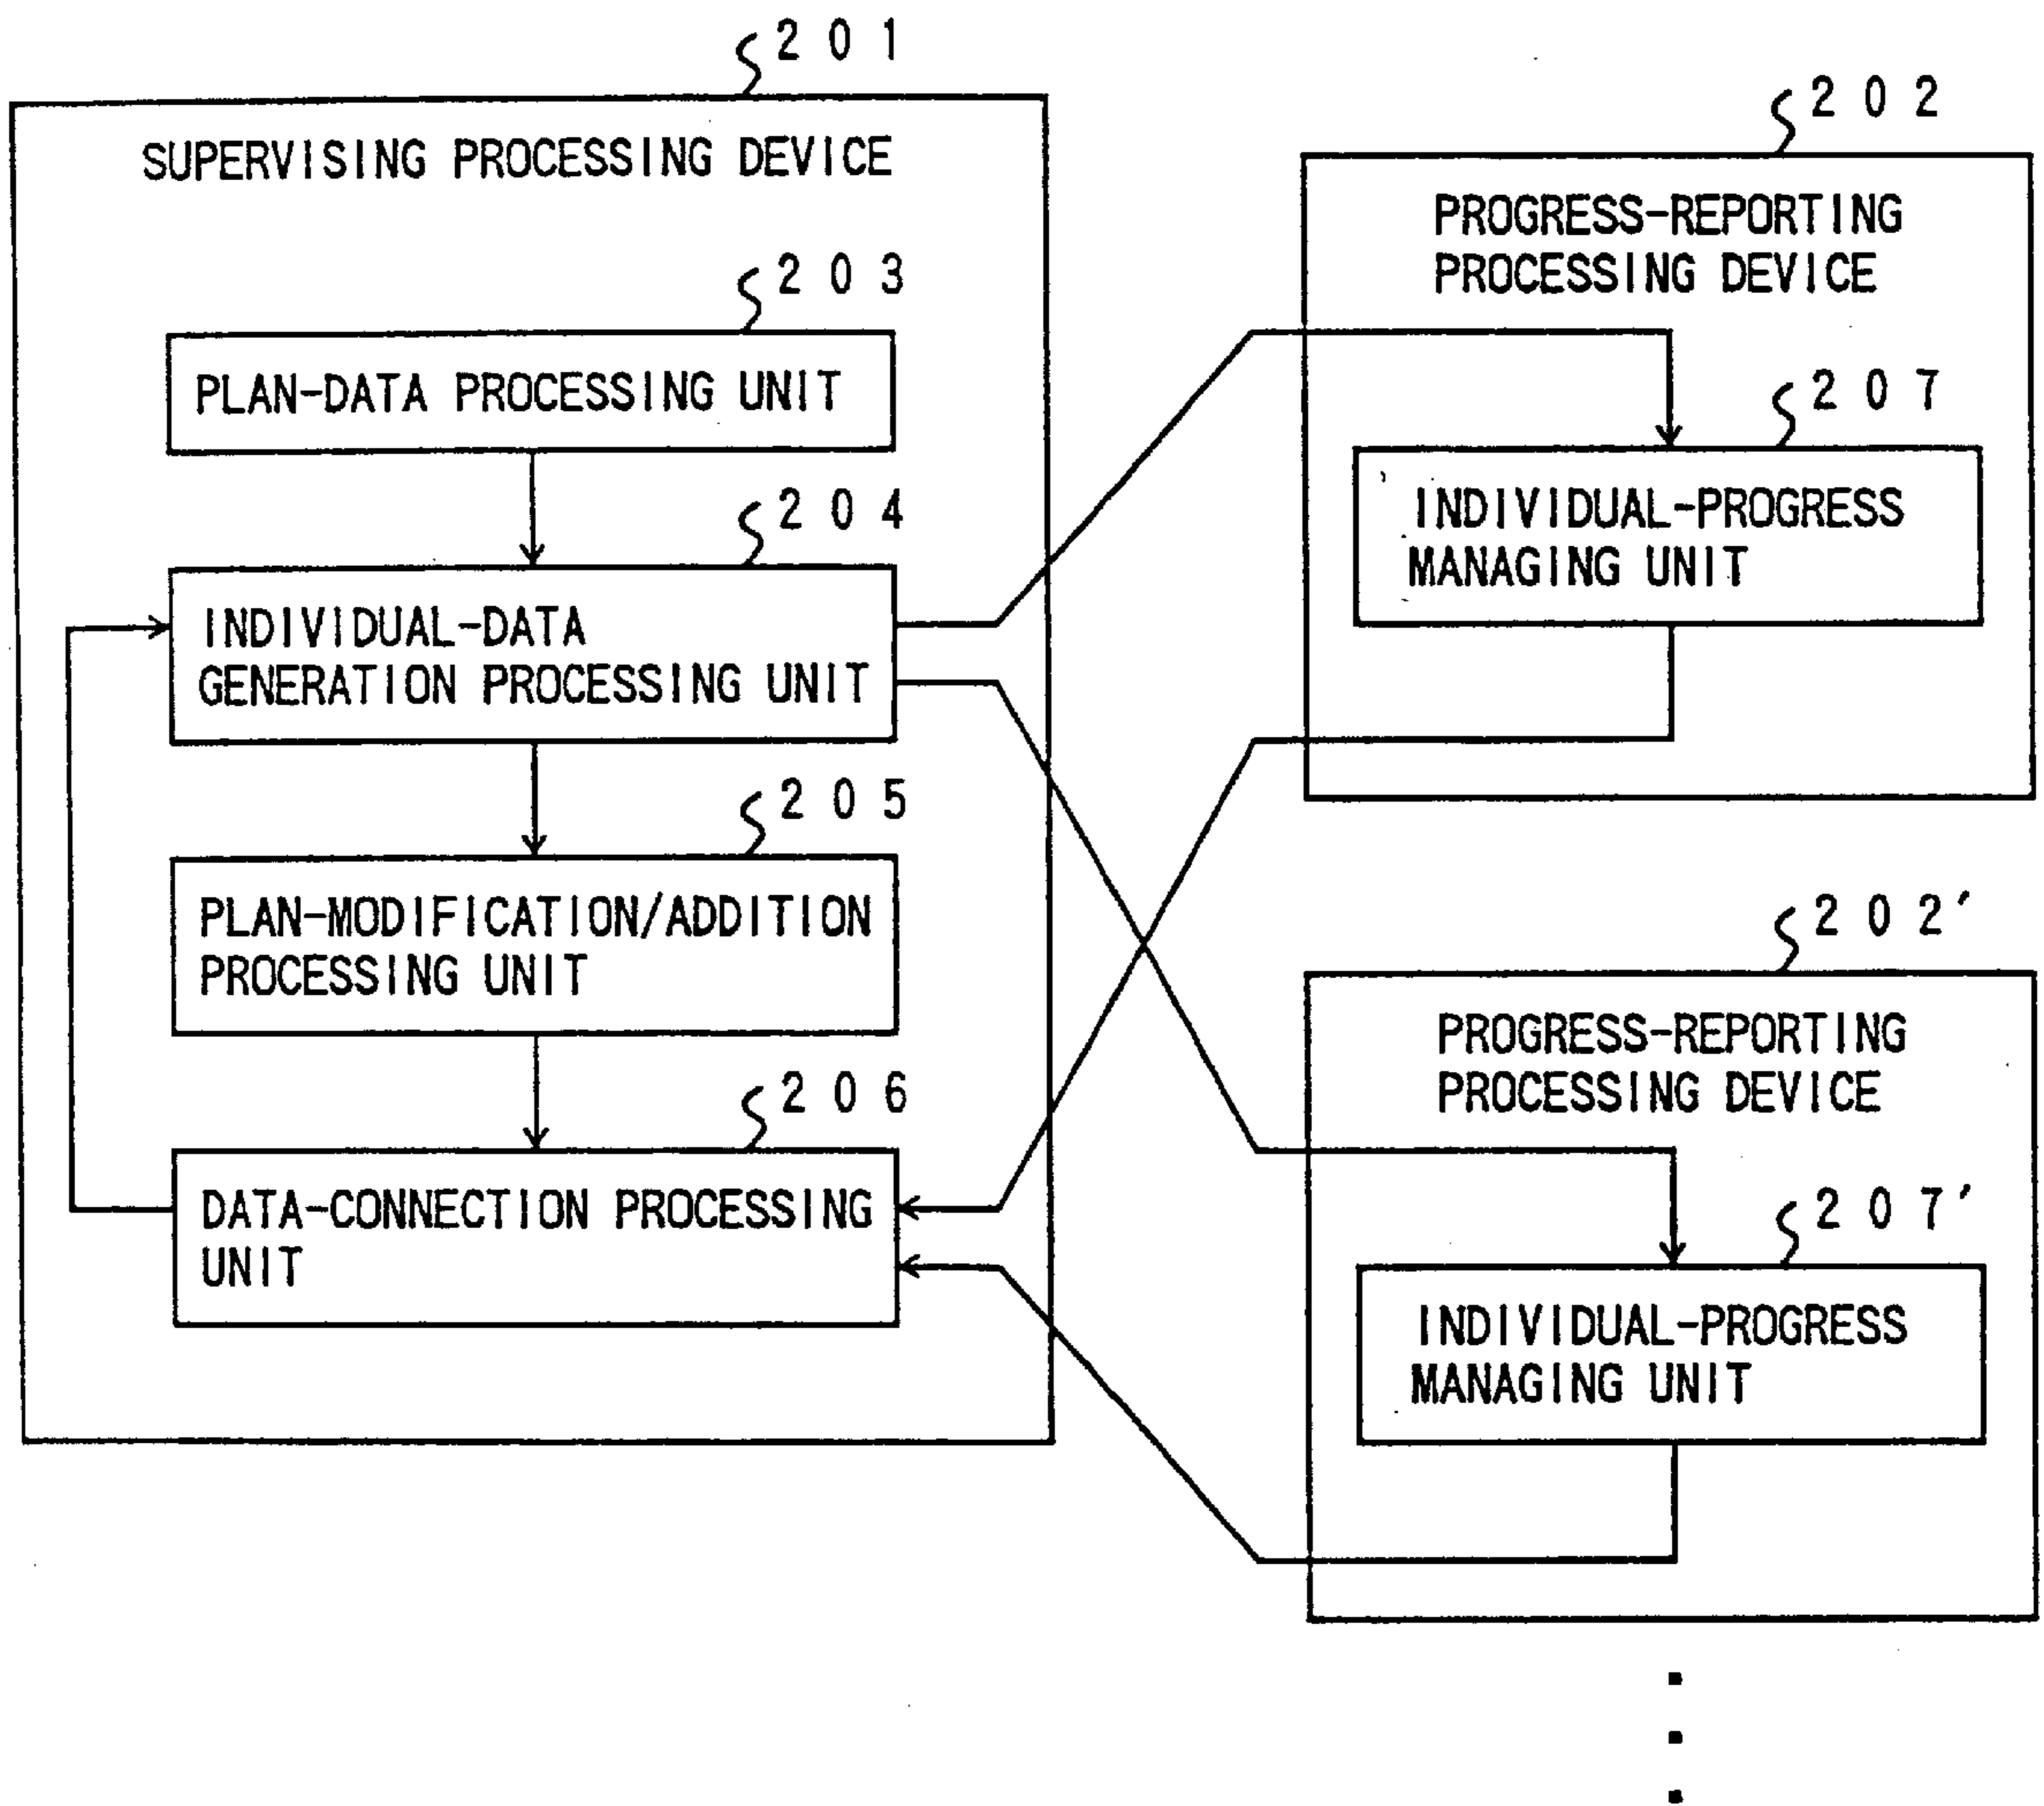 201
SUPERVISING PROCESSING DEVICE
203
PLAN-DATA PROCESSING UNIT
204
INDIVIDUAL-DATA
GENERATION PROCESSING UNIT
205
PLAN-MODIFICATION/ADDITION
PROCESSING UNIT
206
DATA-CONNECTION PROCESSING
UNIT
202
PROGRESS-REPORTING
PROCESSING DEVICE
207
INDIVIDUAL-PROGRESS
MANAGING UNIT
202'
PROGRESS-REPORTING
PROCESSING DEVICE
207'
INDIVIDUAL-PROGRESS
MANAGING UNIT